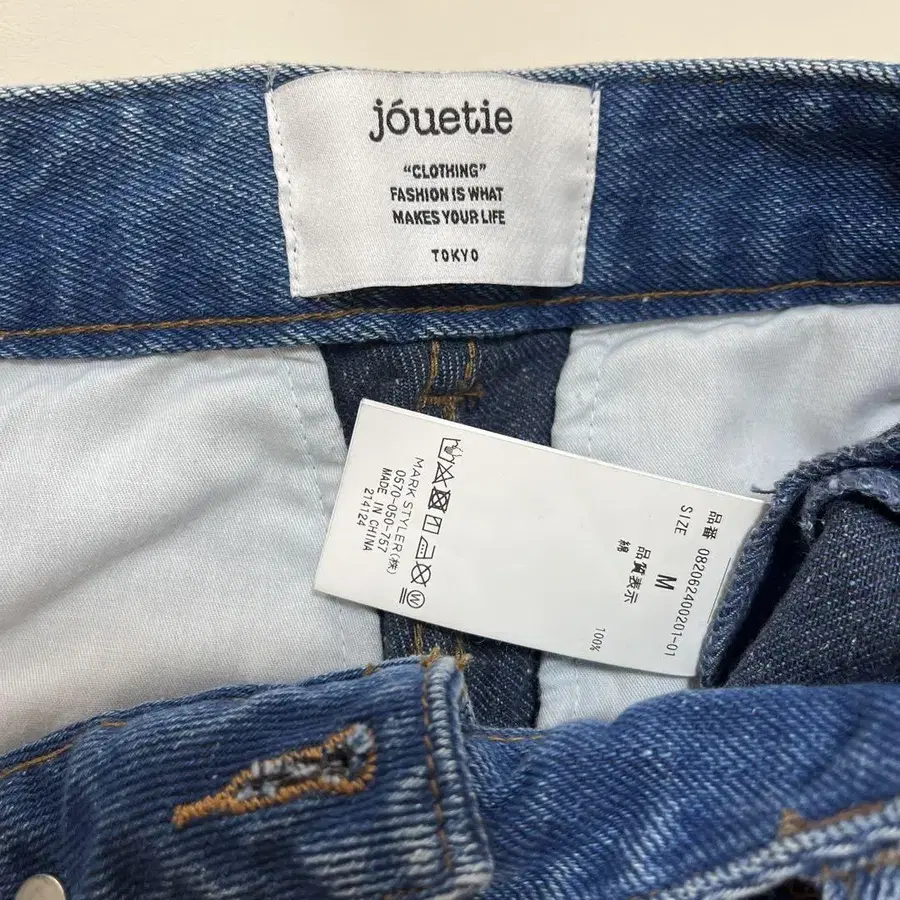 jóuetie
“CLOTHING”
FASHION IS WHAT
MAKES YOUR LIFE
TOKYO
品番 082062400201-01
SIZE M
品質表示
綿 100%
MARK STYLER(株)
0570-050-757
MADE IN CHINA
214124